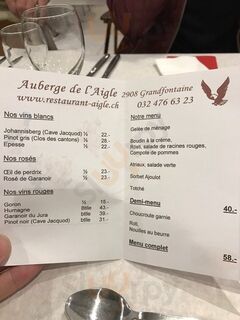 Auberge de l'Aigle 2908 Grandfontaine
www.restaurant-aigle.ch 032 476 63 23
Nos vins blancs
Johannisberg (Cave Jacquod) ½ 22.-
Pinot gris (Clos des cantons) ½ 28.-
Epesse ½ 22.-
Nos rosés
Œil de perdrix ½ 23.-
Rosé de Garanoir ½ 23.-
Nos vins rouges
Goron ½ 15.-
Humagne btlle 43.-
Garanoir du Jura btlle 39.-
Pinot noir (Cave Jacquod) btlle 31.-
Notre menu
Gelée de ménage
Boudin à la crème,
Rösti, salade de racines rouges,
Compote de pommes
Atriaux, salade verte
Sorbet Ajoulot
Totché
Demi-menu 40.-
Choucroute garnie
Roti,
Nouilles au beurre
Menu complet 58.-